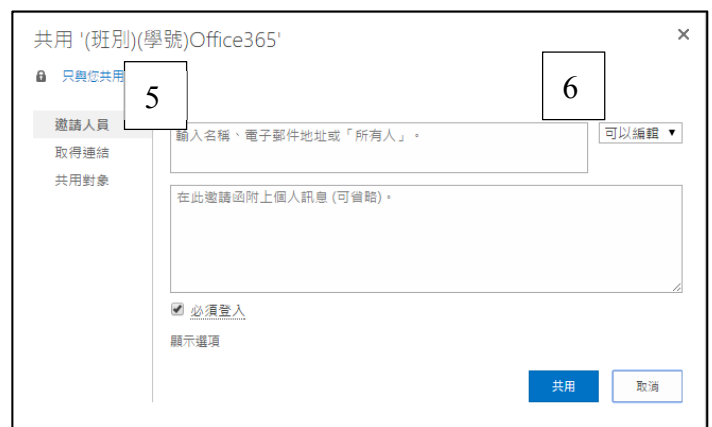 共用 '(班別)(學號)Office365'
只與您共用
5
6
邀請人員
取得連結
共用對象
輸入名稱、電子郵件地址或「所有人」。
可以編輯
在此邀請函附上個人訊息 (可省略)。
必須登入
顯示選項
共用
取消